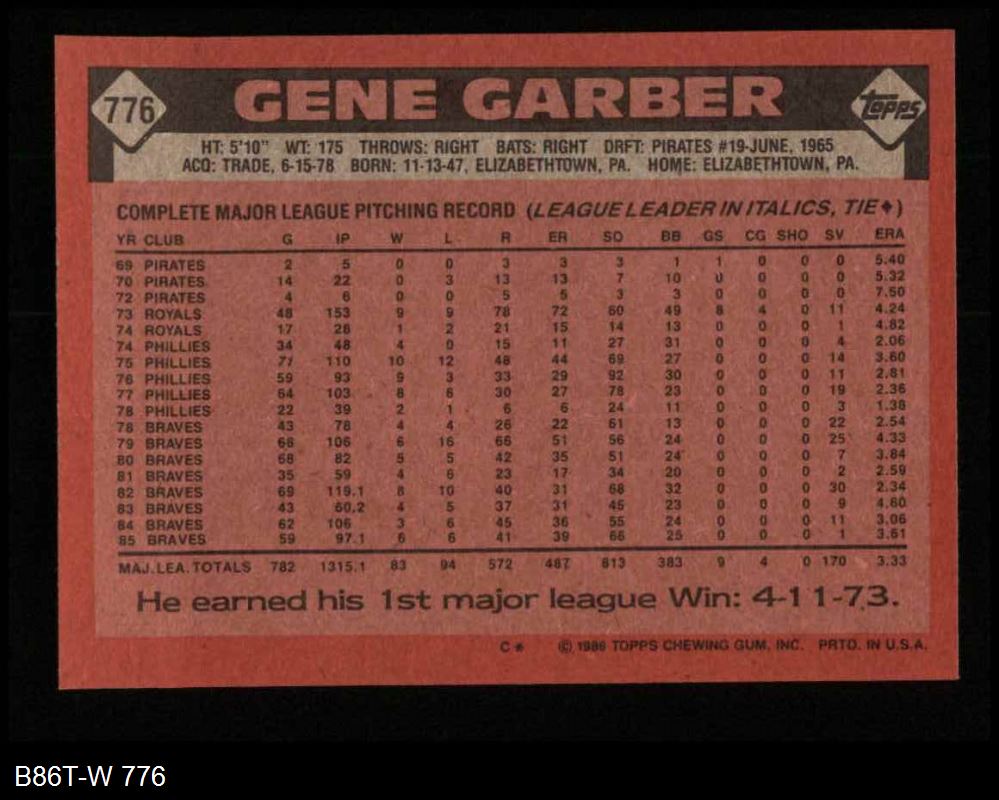 776 GENE GARBER Topps
HT: 5'10" WT: 175 THROWS: RIGHT BATS: RIGHT DRFT: PIRATES #19-JUNE, 1965
ACQ: TRADE, 6-15-78 BORN: 11-13-47, ELIZABETHTOWN, PA. HOME: ELIZABETHTOWN, PA.
COMPLETE MAJOR LEAGUE PITCHING RECORD (LEAGUE LEADER IN ITALICS, TIE♦)
YR CLUB G IP W L R ER SO BB GS CG SHO SV ERA
69 PIRATES 2 5 0 0 3 3 3 1 1 0 0 0 5.40
70 PIRATES 14 22 0 3 13 13 7 10 0 0 0 0 5.32
72 PIRATES 4 6 0 0 5 5 3 3 0 0 0 0 7.50
73 ROYALS 48 153 9 9 78 72 60 49 8 4 0 11 4.24
74 ROYALS 17 28 1 2 21 15 14 13 0 0 0 1 4.82
74 PHILLIES 34 48 4 0 15 11 27 31 0 0 0 4 2.06
75 PHILLIES 71 110 10 12 48 44 69 27 0 0 0 14 3.60
76 PHILLIES 59 93 9 3 33 29 92 30 0 0 0 11 2.81
77 PHILLIES 64 103 8 6 30 27 78 23 0 0 0 19 2.36
78 PHILLIES 22 39 2 1 6 6 24 11 0 0 0 3 1.38
78 BRAVES 43 78 4 4 26 22 61 13 0 0 0 22 2.54
79 BRAVES 68 106 6 16 66 51 56 24 0 0 0 25 4.33
80 BRAVES 68 82 5 5 42 35 51 24 0 0 0 7 3.84
81 BRAVES 35 59 4 6 23 17 34 20 0 0 0 2 2.59
82 BRAVES 69 119.1 8 10 40 31 68 32 0 0 0 30 2.34
83 BRAVES 43 60.2 4 5 37 31 45 23 0 0 0 9 4.60
84 BRAVES 62 106 3 6 45 36 55 24 0 0 0 11 3.06
85 BRAVES 59 97.1 6 6 41 39 66 25 0 0 0 1 3.61
MAJ. LEA. TOTALS 782 1315.1 83 94 572 487 813 383 9 4 0 170 3.33
He earned his 1st major league Win: 4-11-73.
C* © 1986 TOPPS CHEWING GUM, INC. PRTD. IN U.S.A.
B86T-W 776